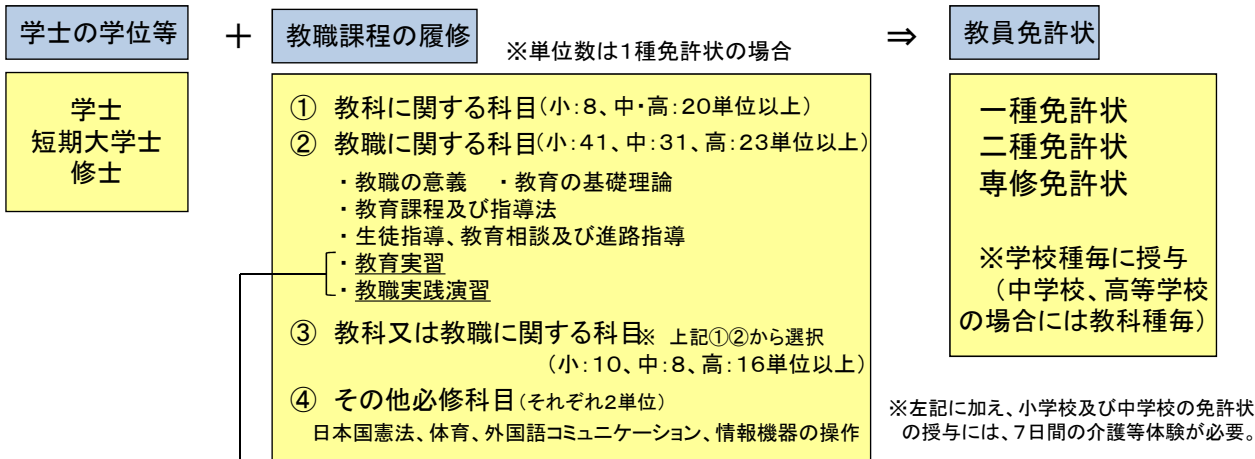 学士の学位等 ＋ 教職課程の履修 ※単位数は1種免許状の場合 ⇒ 教員免許状
学士
短期大学士
修士
① 教科に関する科目(小:8、中・高:20単位以上)
② 教職に関する科目(小:41、中:31、高:23単位以上)
・教職の意義 ・教育の基礎理論
・教育課程及び指導法
・生徒指導、教育相談及び進路指導
・教育実習
・教職実践演習
③ 教科又は教職に関する科目※ 上記①②から選択
(小:10、中:8、高:16単位以上)
④ その他必修科目(それぞれ2単位)
日本国憲法、体育、外国語コミュニケーション、情報機器の操作
一種免許状
二種免許状
専修免許状
※学校種毎に授与
(中学校、高等学校
の場合には教科種毎)
※左記に加え、小学校及び中学校の免許状
の授与には、7日間の介護等体験が必要。